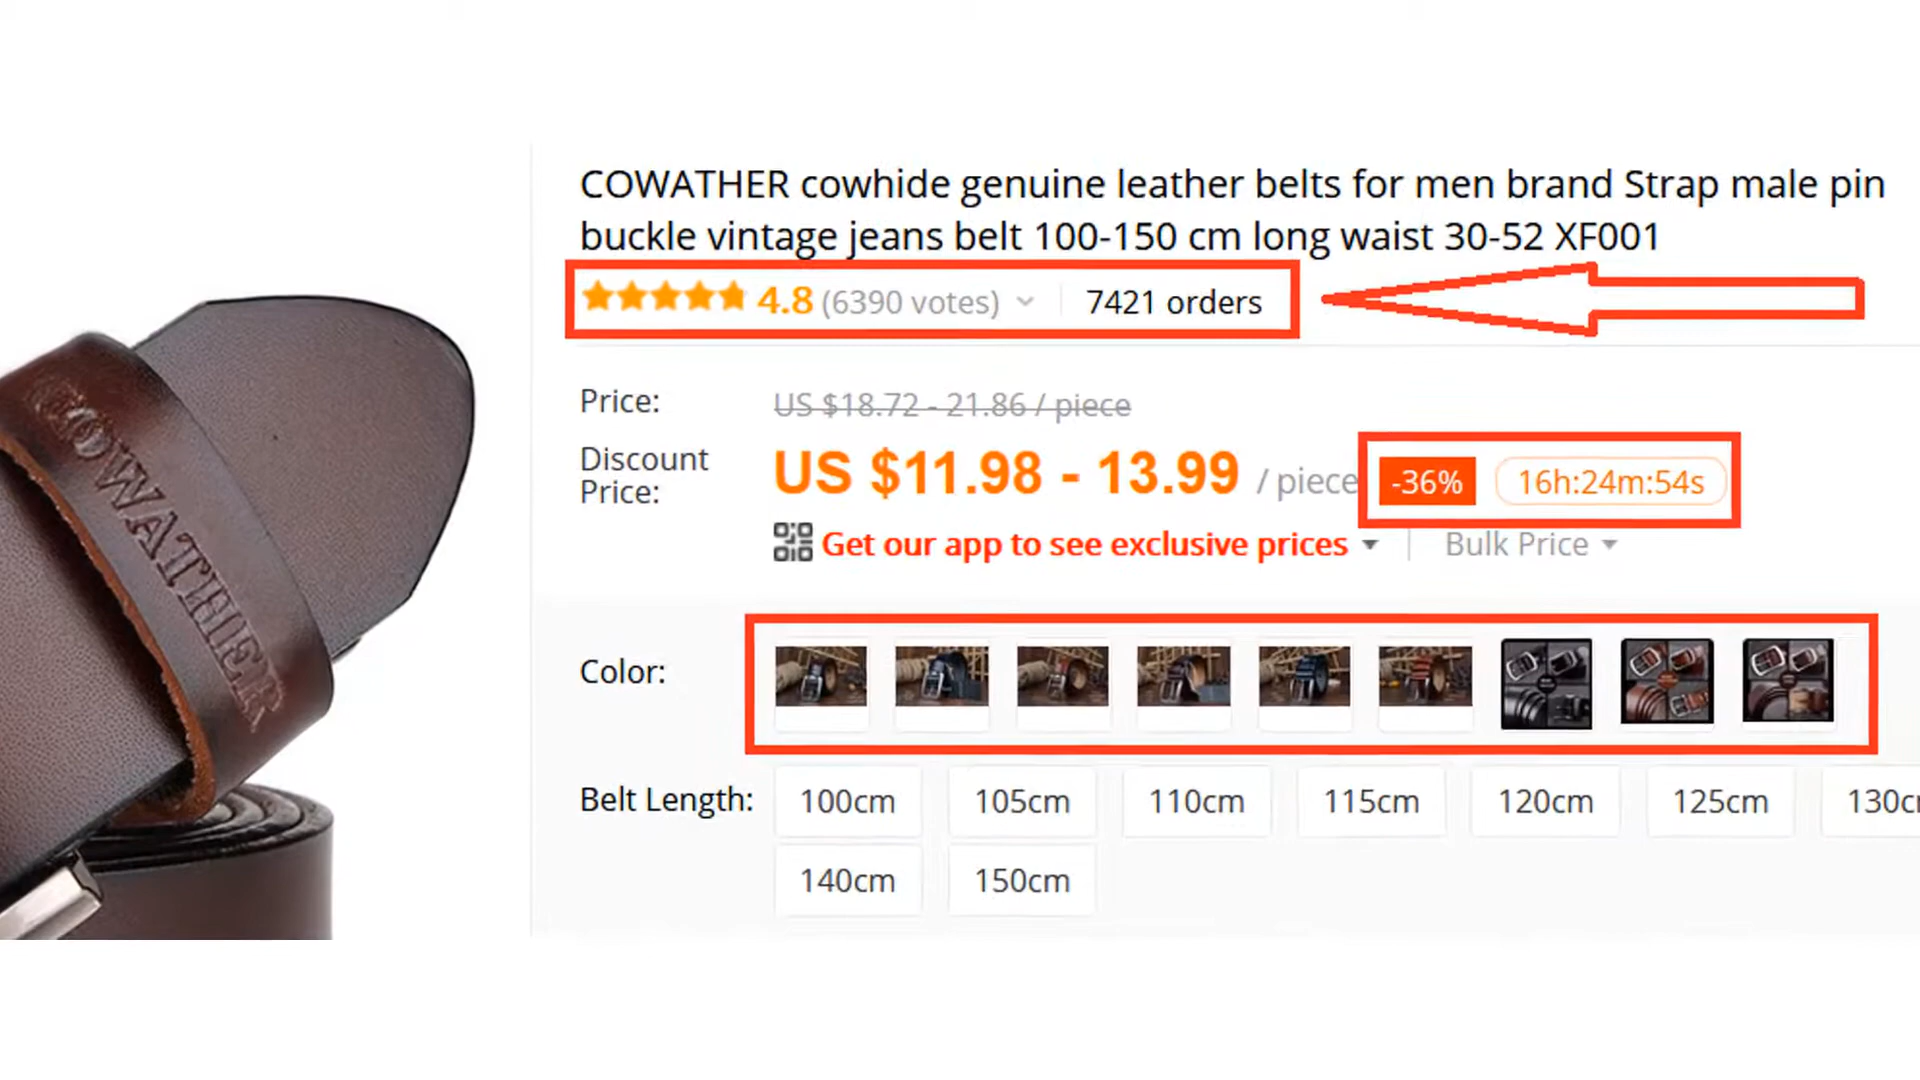 COWATHER cowhide genuine leather belts for men brand Strap male pin
buckle vintage jeans belt 100-150 cm long waist 30-52 XF001
4.8 (6390 votes) 7421 orders
Price: US $18.72 - 21.86 / piece
Discount
Price: US $11.98 - 13.99 / piece -36% 16h:24m:54s
Get our app to see exclusive prices Bulk Price
Color:
Belt Length: 100cm 105cm 110cm 115cm 120cm 125cm
140cm 150cm
COWATHER